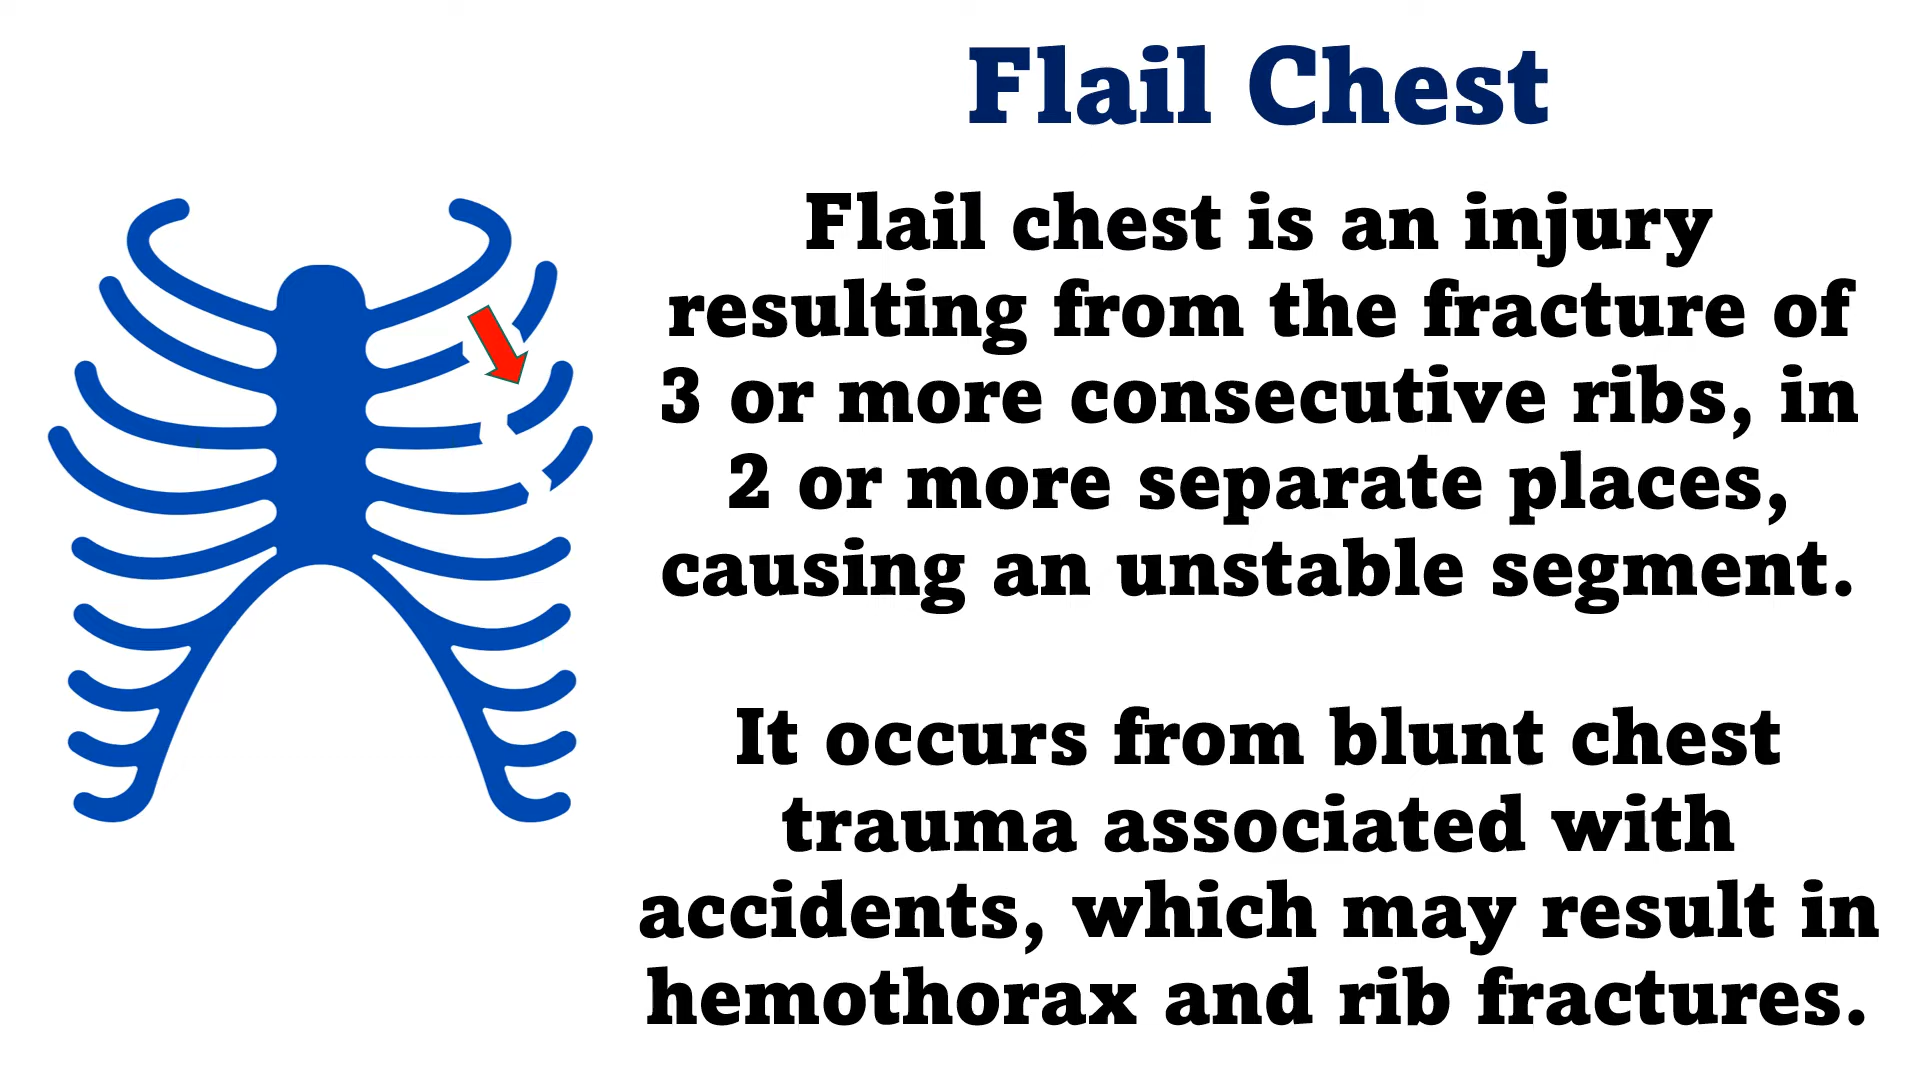 Flail Chest
Flail chest is an injury
resulting from the fracture of
3 or more consecutive ribs, in
2 or more separate places,
causing an unstable segment.
It occurs from blunt chest
trauma associated with
accidents, which may result in
hemothorax and rib fractures.